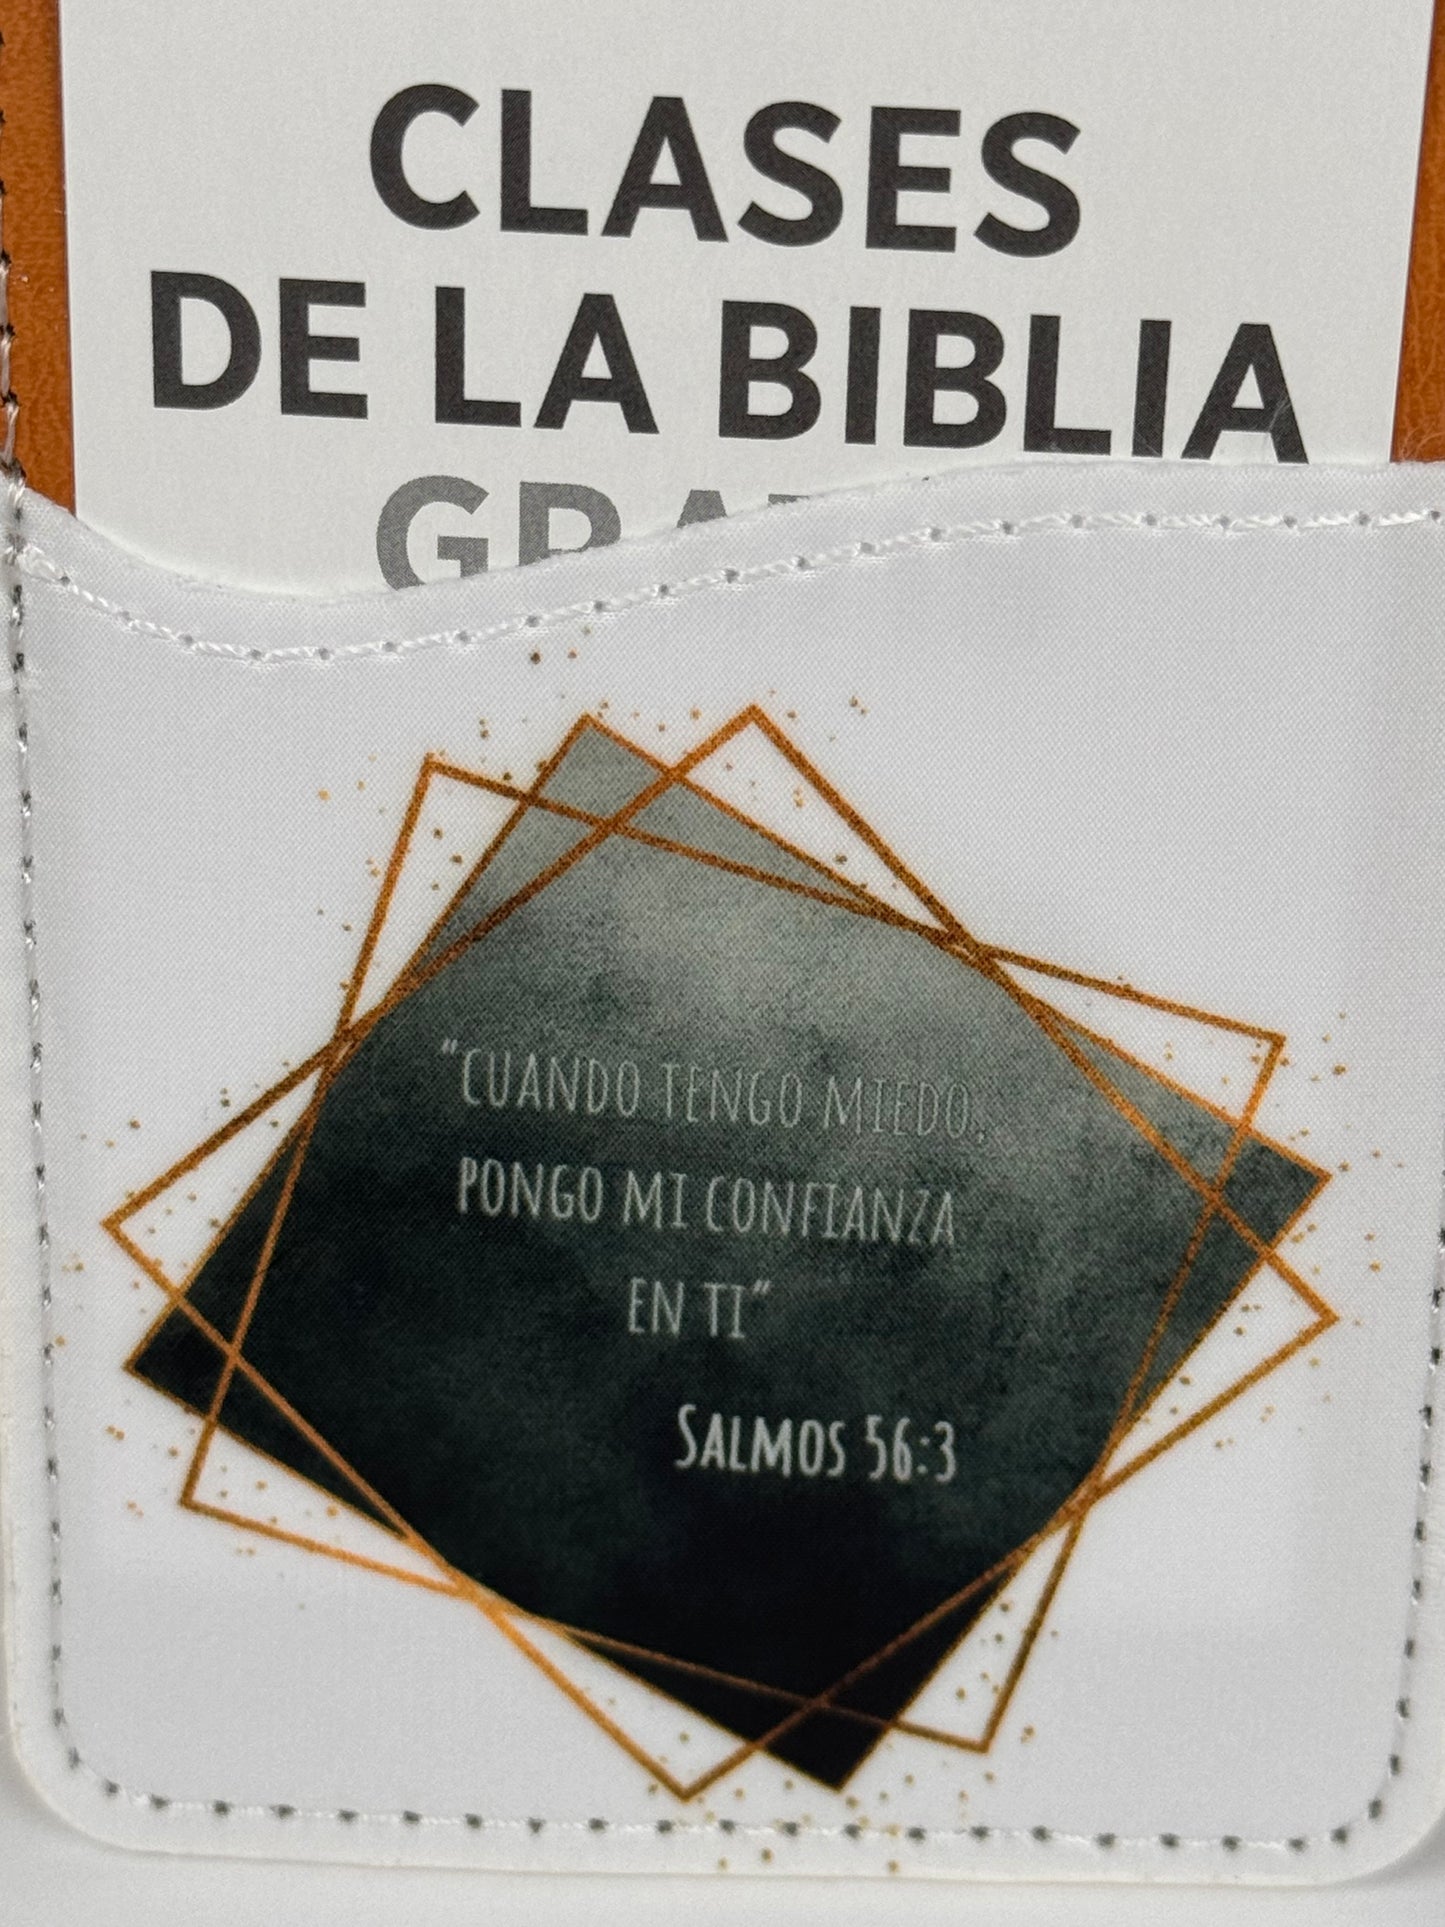 CLASES
DE LA BIBLIA
"CUANDO TENGO MIEDO,
PONGO MI CONFIANZA
EN TI"
SALMOS 56:3